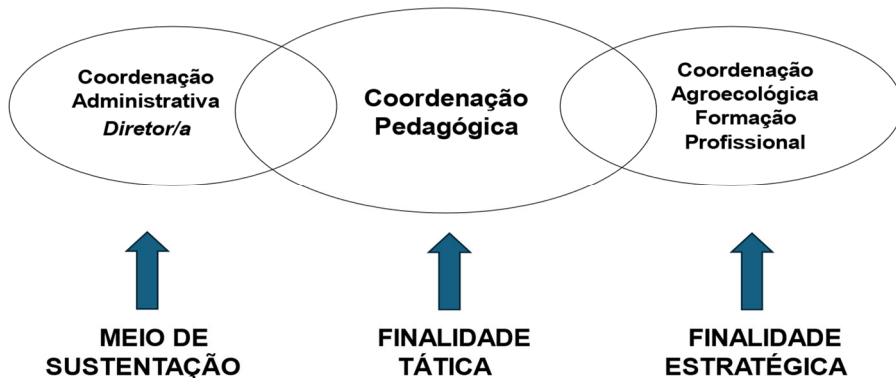 Coordenação
Administrativa
Diretor/a
Coordenação
Pedagógica
Coordenação
Agroecológica
Formação
Profissional
MEIO DE
SUSTENTAÇÃO
FINALIDADE
TÁTICA
FINALIDADE
ESTRATÉGICA